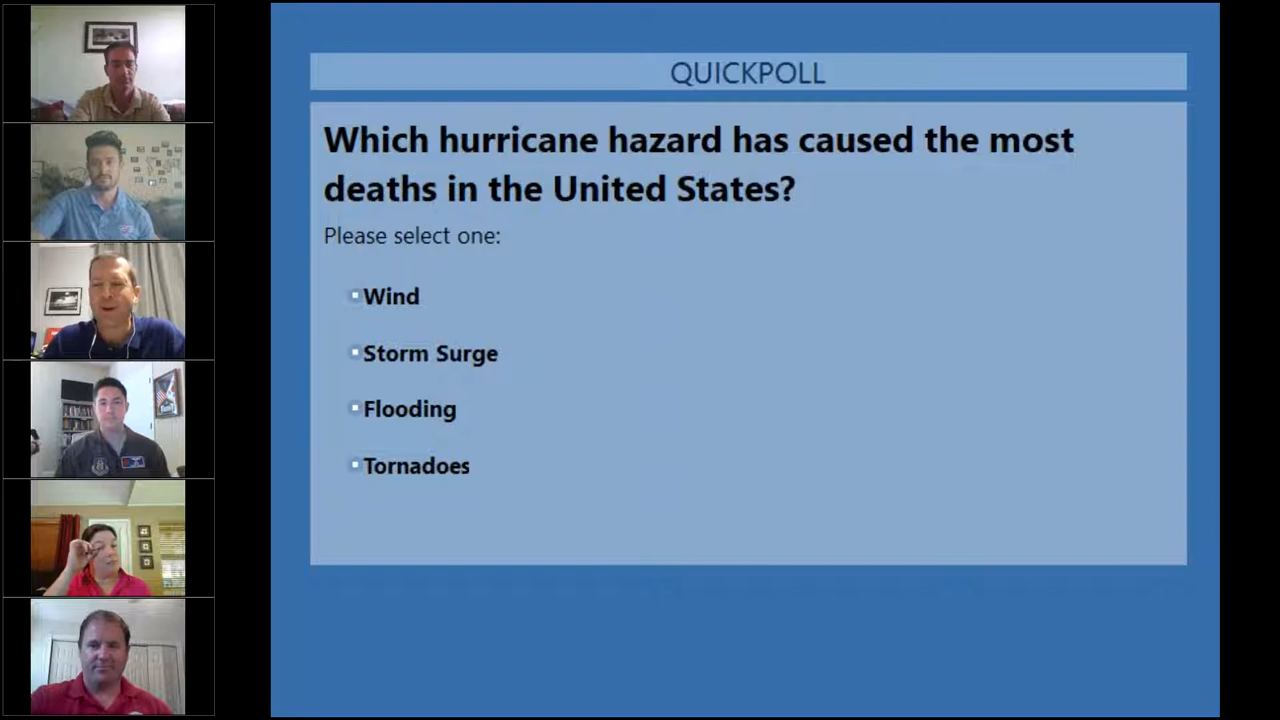 QUICKPOLL
Which hurricane hazard has caused the most
deaths in the United States?
Please select one:
Wind
Storm Surge
Flooding
Tornadoes